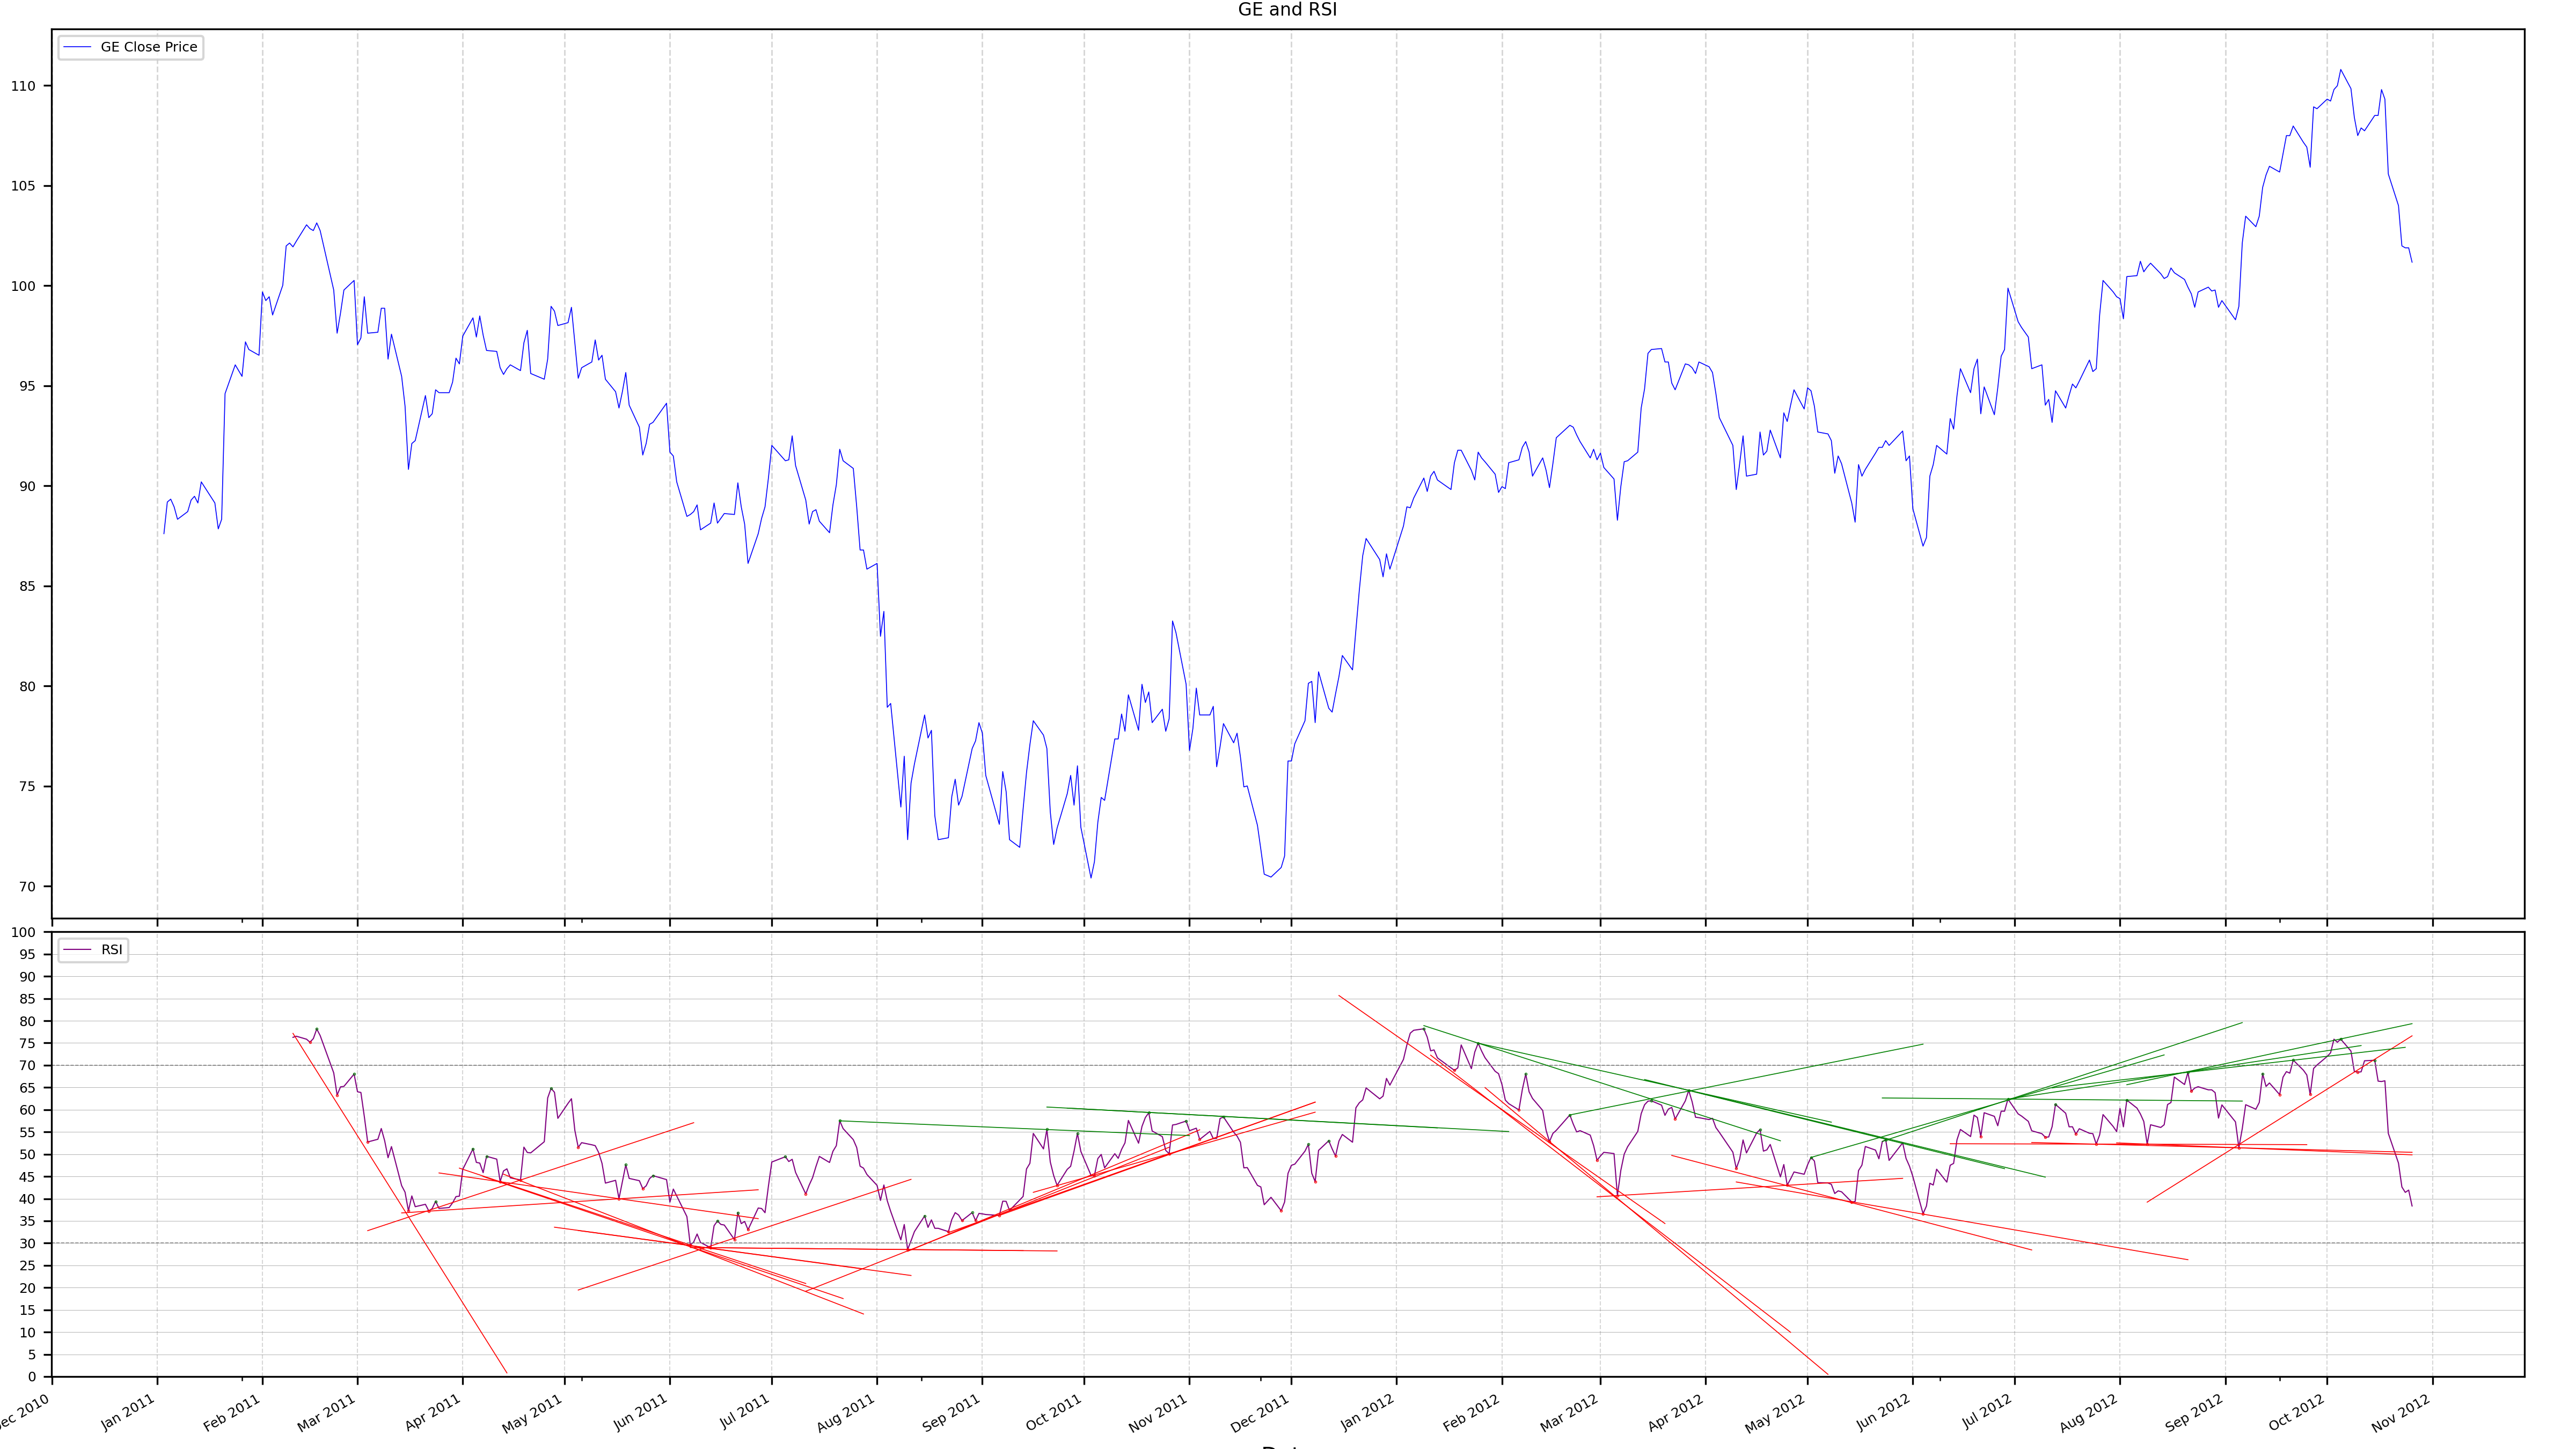 GE and RSI
GE Close Price
110
105
100
95
90
85
80
75
70
RSI
100
95
90
85
80
75
70
65
60
55
50
45
40
35
30
25
20
15
10
5
0
ec 2010
Jan 2011
Feb 2011
Mar 2011
Apr 2011
May 2011
Jun 2011
Jul 2011
Aug 2011
Sep 2011
Oct 2011
Nov 2011
Dec 2011
Jan 2012
Feb 2012
Mar 2012
Apr 2012
May 2012
Jun 2012
Jul 2012
Aug 2012
Sep 2012
Oct 2012
Nov 2012